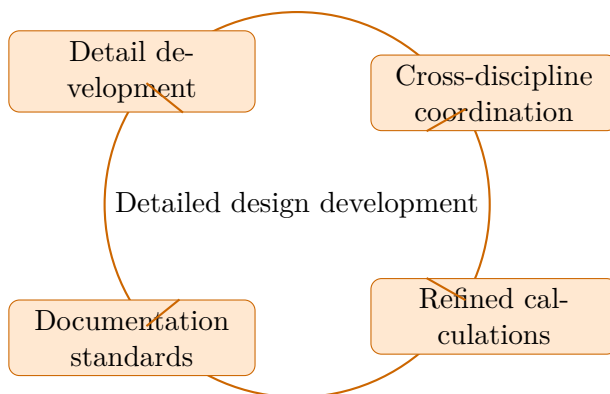 Detail de-
velopment
Cross-discipline
coordination
Detailed design development
Documentation
standards
Refined cal-
culations